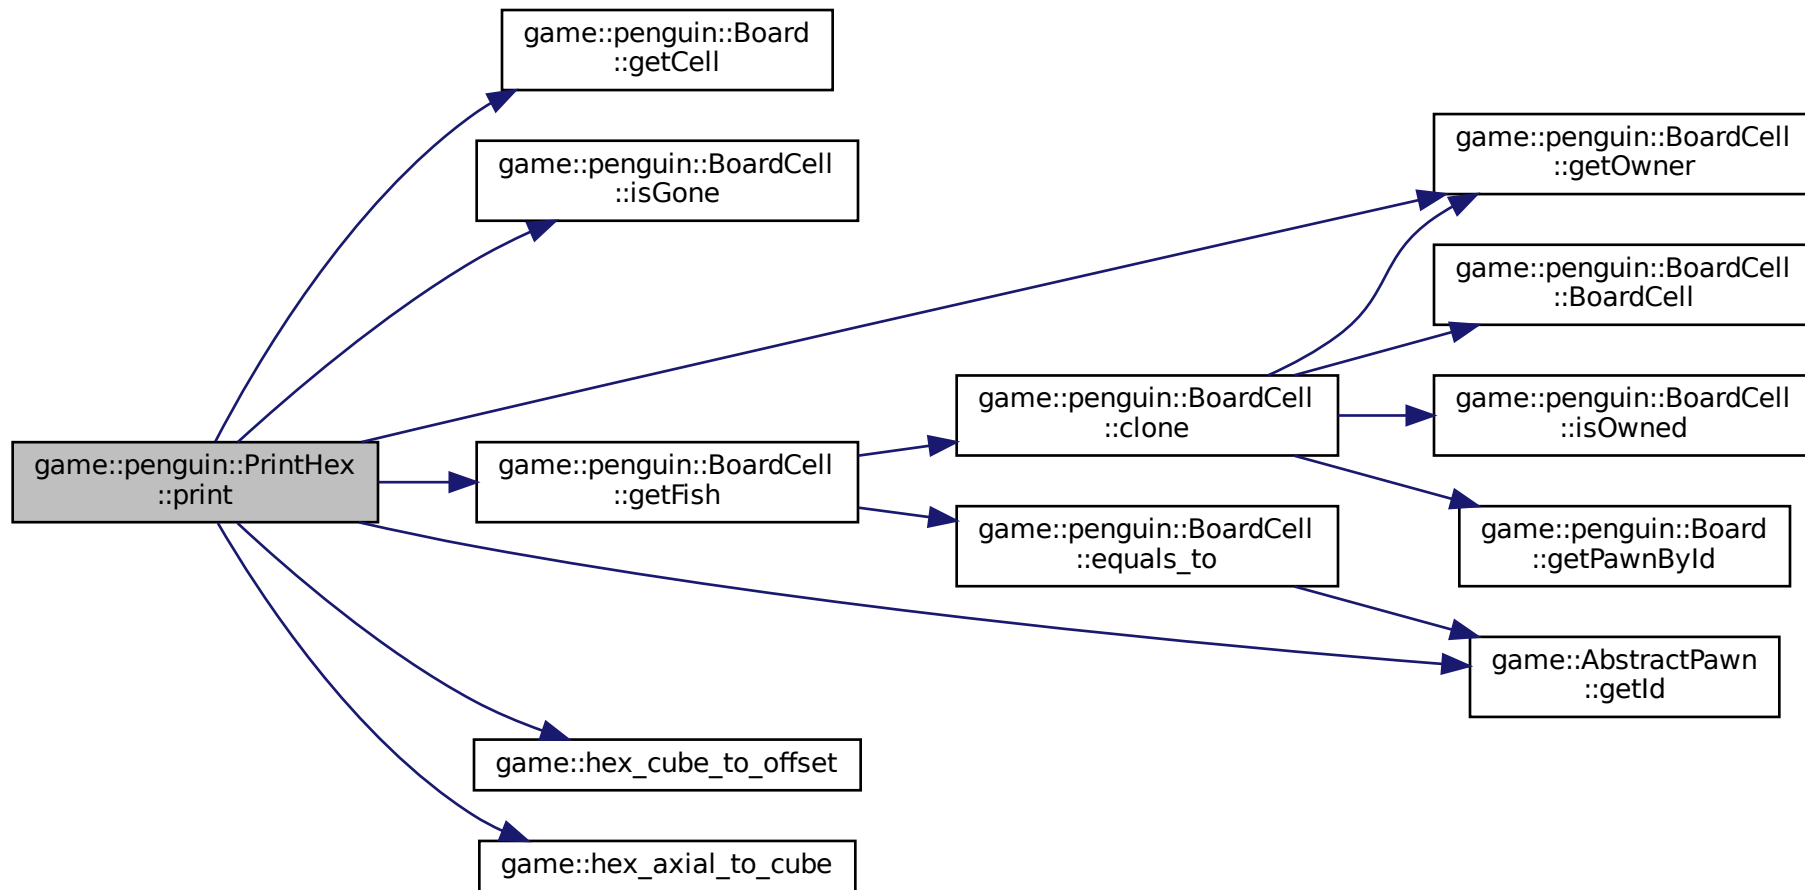 game::penguin::Board
::getCell
game::penguin::BoardCell
::isGone
game::penguin::BoardCell
::getOwner
game::penguin::BoardCell
::BoardCell
game::penguin::BoardCell
::clone
game::penguin::BoardCell
::isOwned
game::penguin::PrintHex
::print
game::penguin::BoardCell
::getFish
game::penguin::BoardCell
::equals_to
game::penguin::Board
::getPawnById
game::AbstractPawn
::getId
game::hex_cube_to_offset
game::hex_axial_to_cube